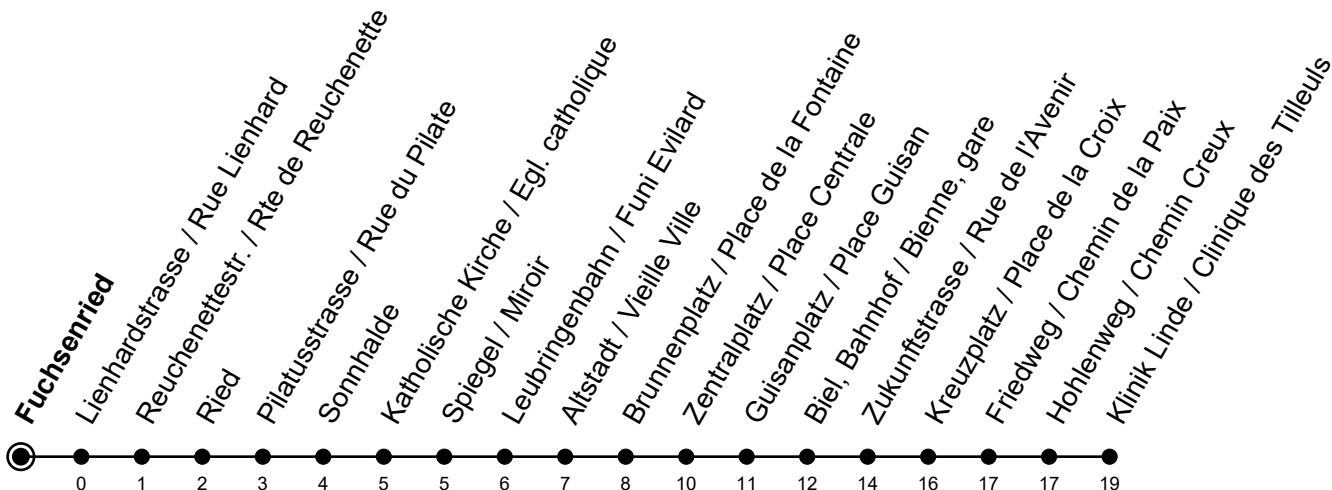 Fuchsenried
Lienhardstrasse / Rue Lienhard
Reuchenettestr. / Rte de Reuchenette
Ried
Pilatusstrasse / Rue du Pilate
Sonnhalde
Katholische Kirche / Egl. catholique
Spiegel / Miroir
Leubringenbahn / Funi Evilard
Altstadt / Vieille Ville
Brunnenplatz / Place de la Fontaine
Zentralplatz / Place Centrale
Guisanplatz / Place Guisan
Biel, Bahnhof / Bienne, gare
Zukunftstrasse / Rue de l'Avenir
Kreuzplatz / Place de la Croix
Friedweg / Chemin de la Paix
Hohlenweg / Chemin Creux
Klinik Linde / Clinique des Tilleuls
0 1 2 3 4 5 5 6 7 8 10 11 12 14 16 17 17 19